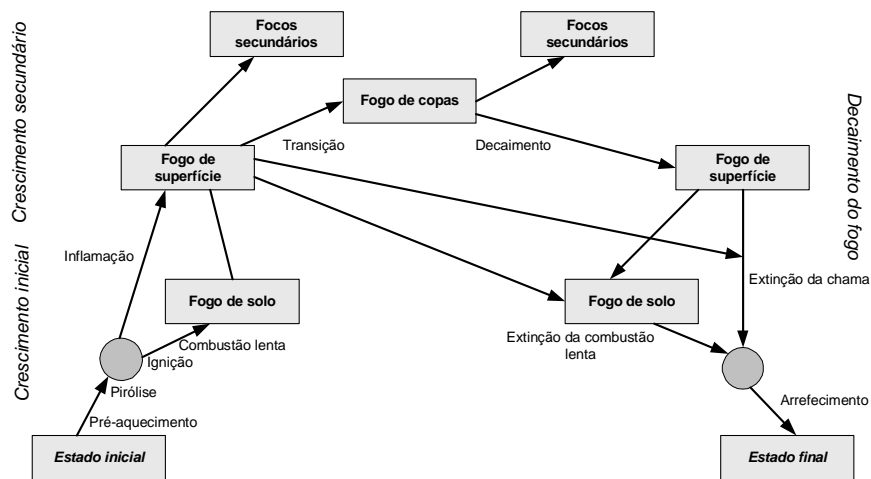 Focos
secundários
Focos
secundários
Crescimento secundário
Fogo de copas
Transição
Decaimento
Fogo de
superfície
Fogo de
superfície
Decaimento do fogo
Inflamação
Crescimento inicial
Extinção da chama
Fogo de solo
Fogo de solo
Combustão lenta
Extinção da combustão
lenta
Ignição
Pirólise
Arrefecimento
Pré-aquecimento
Estado inicial
Estado final